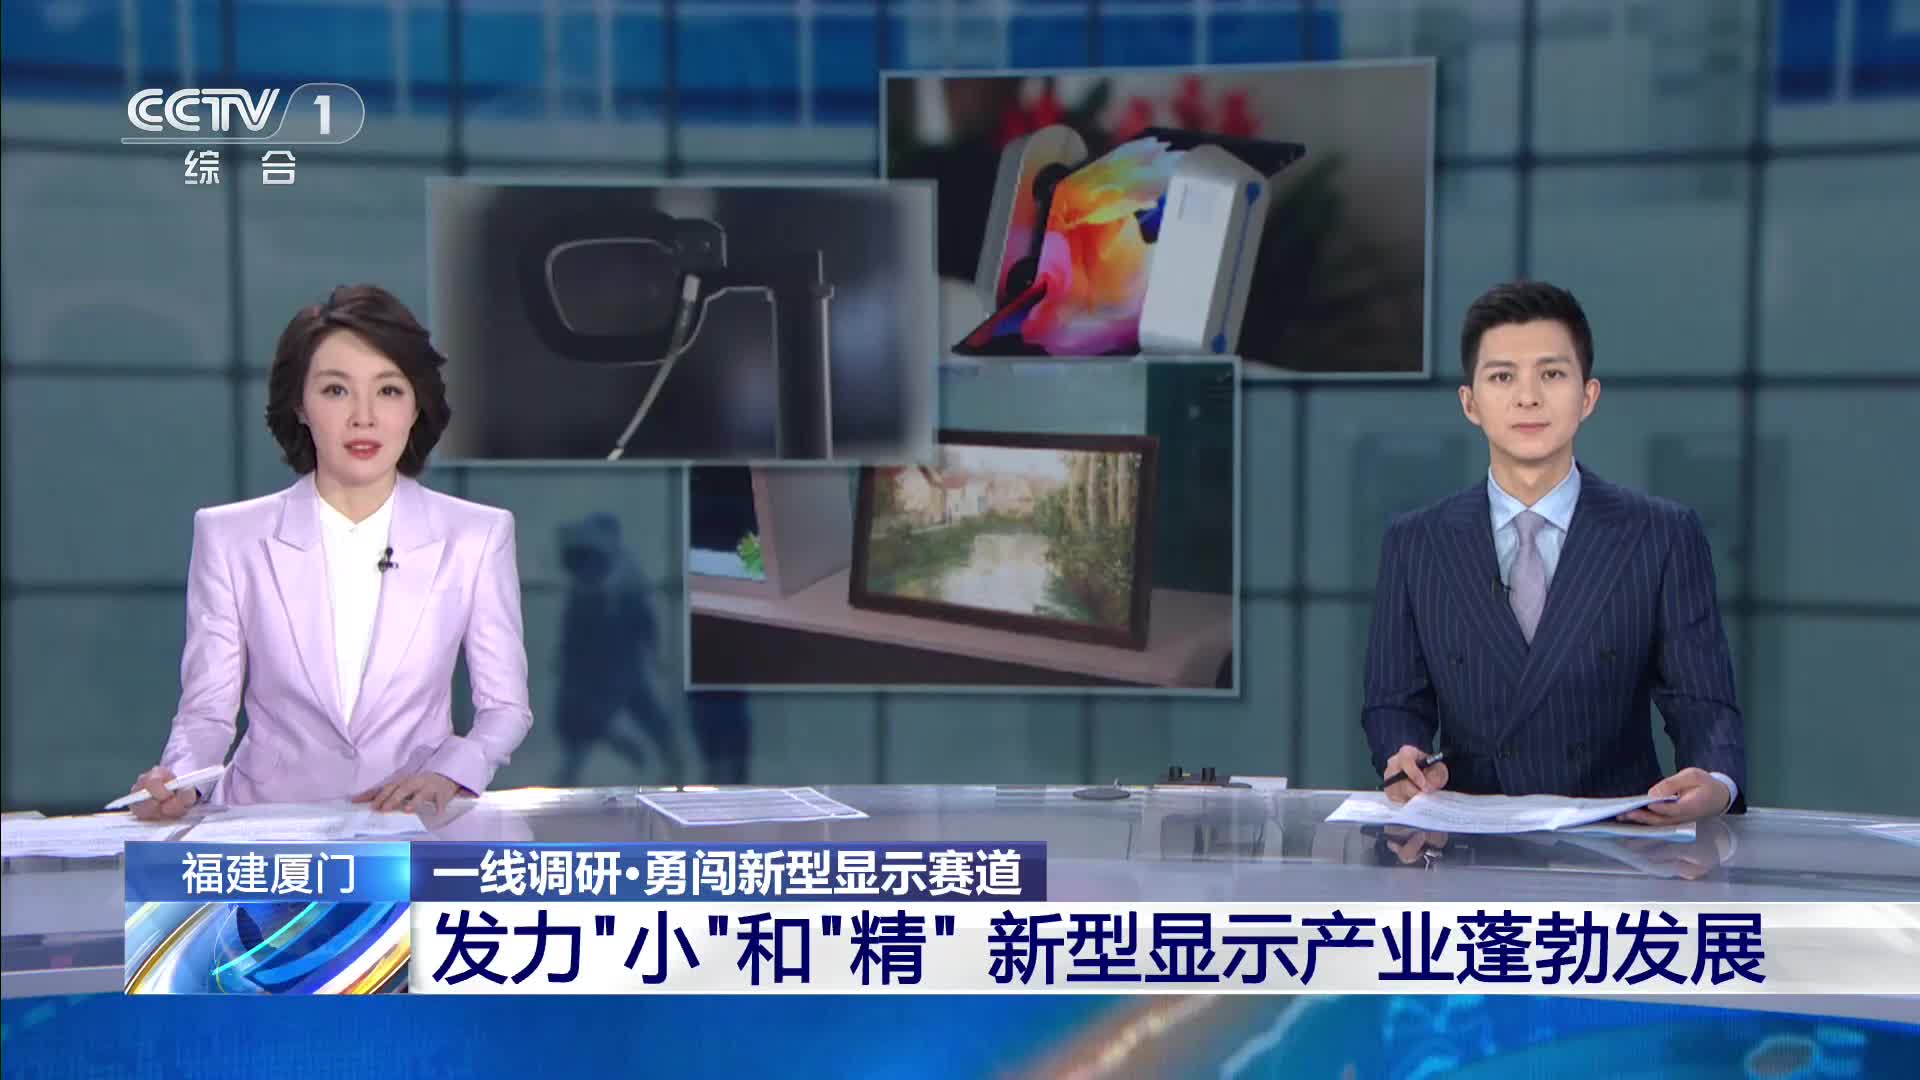 CCTV 1
综合
福建厦门
一线调研·勇闯新型显示赛道
发力"小"和"精" 新型显示产业蓬勃发展